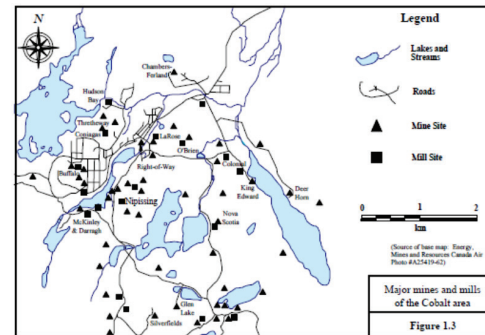 N
Legend
Lakes and
Streams
Roads
Mine Site
Mill Site
0 1 2
km
(Source of base map: Energy,
Mines and Resources Canada Air
Photo #A25419-62)
Major mines and mills
of the Cobalt area
Figure 1.3
Chambers-
Ferland
Hudson
Bay
Trethewey
Coniagas
LaRose
O'Brien
Colonial
Right-of-Way
Buffalo
King
Edward
Deer
Horn
Nipissing
Nova
Scotia
McKinley
& Darragh
Glen
Lake
Silverfields